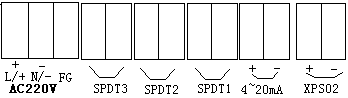 + − + − + −
L/+ N/− FG SPDT3 SPDT2 SPDT1 4~20mA XPS02
AC220V